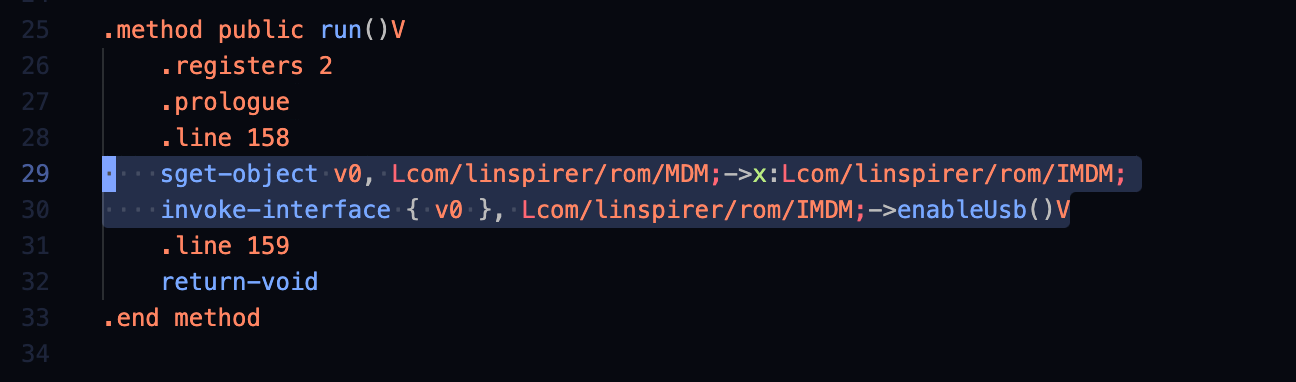 25 .method public run()V
26 .registers 2
27 .prologue
28 .line 158
29 sget-object v0, Lcom/linspirer/rom/MDM;->x:Lcom/linspirer/rom/IMDM;
30 invoke-interface { v0 }, Lcom/linspirer/rom/IMDM;->enableUsb()V
31 .line 159
32 return-void
33 .end method
34